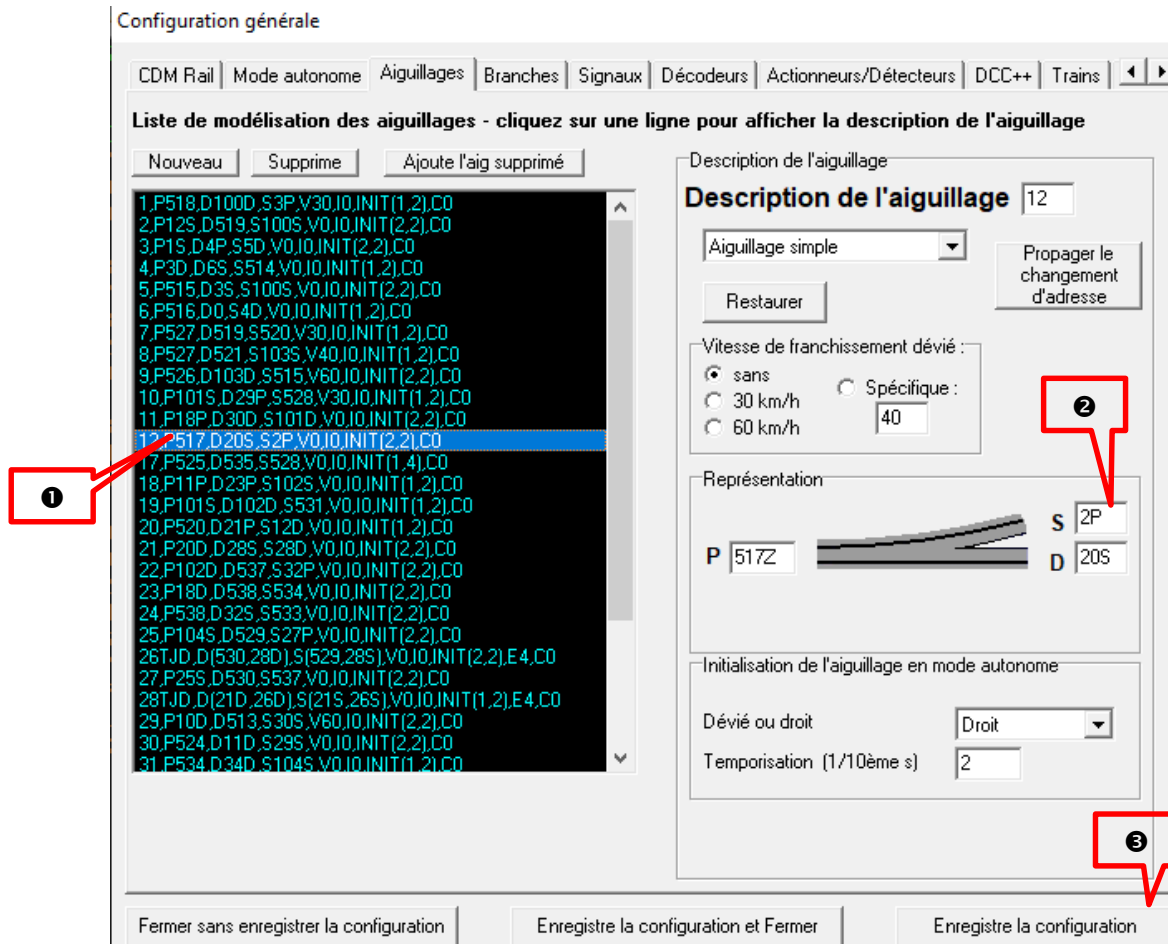 Configuration générale
CDM Rail Mode autonome Aiguillages Branches Signaux Décodeurs Actionneurs/Détecteurs DCC++ Trains
Liste de modélisation des aiguillages - cliquez sur une ligne pour afficher la description de l'aiguillage
Nouveau Supprime Ajoute l'aig supprimé
1,P518,D100D,S3P,V30,I0,INIT(1,2),C0
2,P12S,D519,S100S,V0,I0,INIT(2,2),C0
3,P1S,D4P,S5D,V0,I0,INIT(2,2),C0
4,P3D,D6S,S514,V0,I0,INIT(1,2),C0
5,P515,D3S,S100S,V0,I0,INIT(2,2),C0
6,P516,D0,S4D,V0,I0,INIT(1,2),C0
7,P527,D519,S520,V30,I0,INIT(1,2),C0
8,P527,D521,S103S,V40,I0,INIT(1,2),C0
9,P526,D103D,S515,V60,I0,INIT(2,2),C0
10,P101S,D29P,S528,V30,I0,INIT(1,2),C0
11,P18P,D30D,S101D,V0,I0,INIT(2,2),C0
12,P517,D20S,S2P,V0,I0,INIT(2,2),C0
17,P525,D535,S528,V0,I0,INIT(1,4),C0
18,P11P,D23P,S102S,V0,I0,INIT(1,2),C0
19,P101S,D102D,S531,V0,I0,INIT(1,2),C0
20,P520,D21P,S12D,V0,I0,INIT(1,2),C0
21,P20D,D28S,S28D,V0,I0,INIT(2,2),C0
22,P102D,D537,S32P,V0,I0,INIT(2,2),C0
23,P18D,D538,S534,V0,I0,INIT(2,2),C0
24,P538,D32S,S533,V0,I0,INIT(2,2),C0
25,P104S,D529,S27P,V0,I0,INIT(2,2),C0
26TJD,D(530,28D),S(529,28S),V0,I0,INIT(2,2),E4,C0
27,P25S,D530,S537,V0,I0,INIT(2,2),C0
28TJD,D(21D,26D),S(21S,26S),V0,I0,INIT(1,2),E4,C0
29,P10D,D513,S30S,V60,I0,INIT(2,2),C0
30,P524,D11D,S29S,V0,I0,INIT(2,2),C0
31,P534,D34D,S104S,V0,I0,INIT(1,2),C0
❶
Description de l'aiguillage
Description de l'aiguillage 12
Aiguillage simple
Propager le
changement
d'adresse
Restaurer
Vitesse de franchissement dévié :
sans
30 km/h
60 km/h
Spécifique :
40
❷
Représentation
P 517Z
S 2P
D 20S
Initialisation de l'aiguillage en mode autonome
Dévié ou droit Droit
Temporisation (1/10ème s) 2
❸
Fermer sans enregistrer la configuration Enregistre la configuration et Fermer Enregistre la configuration